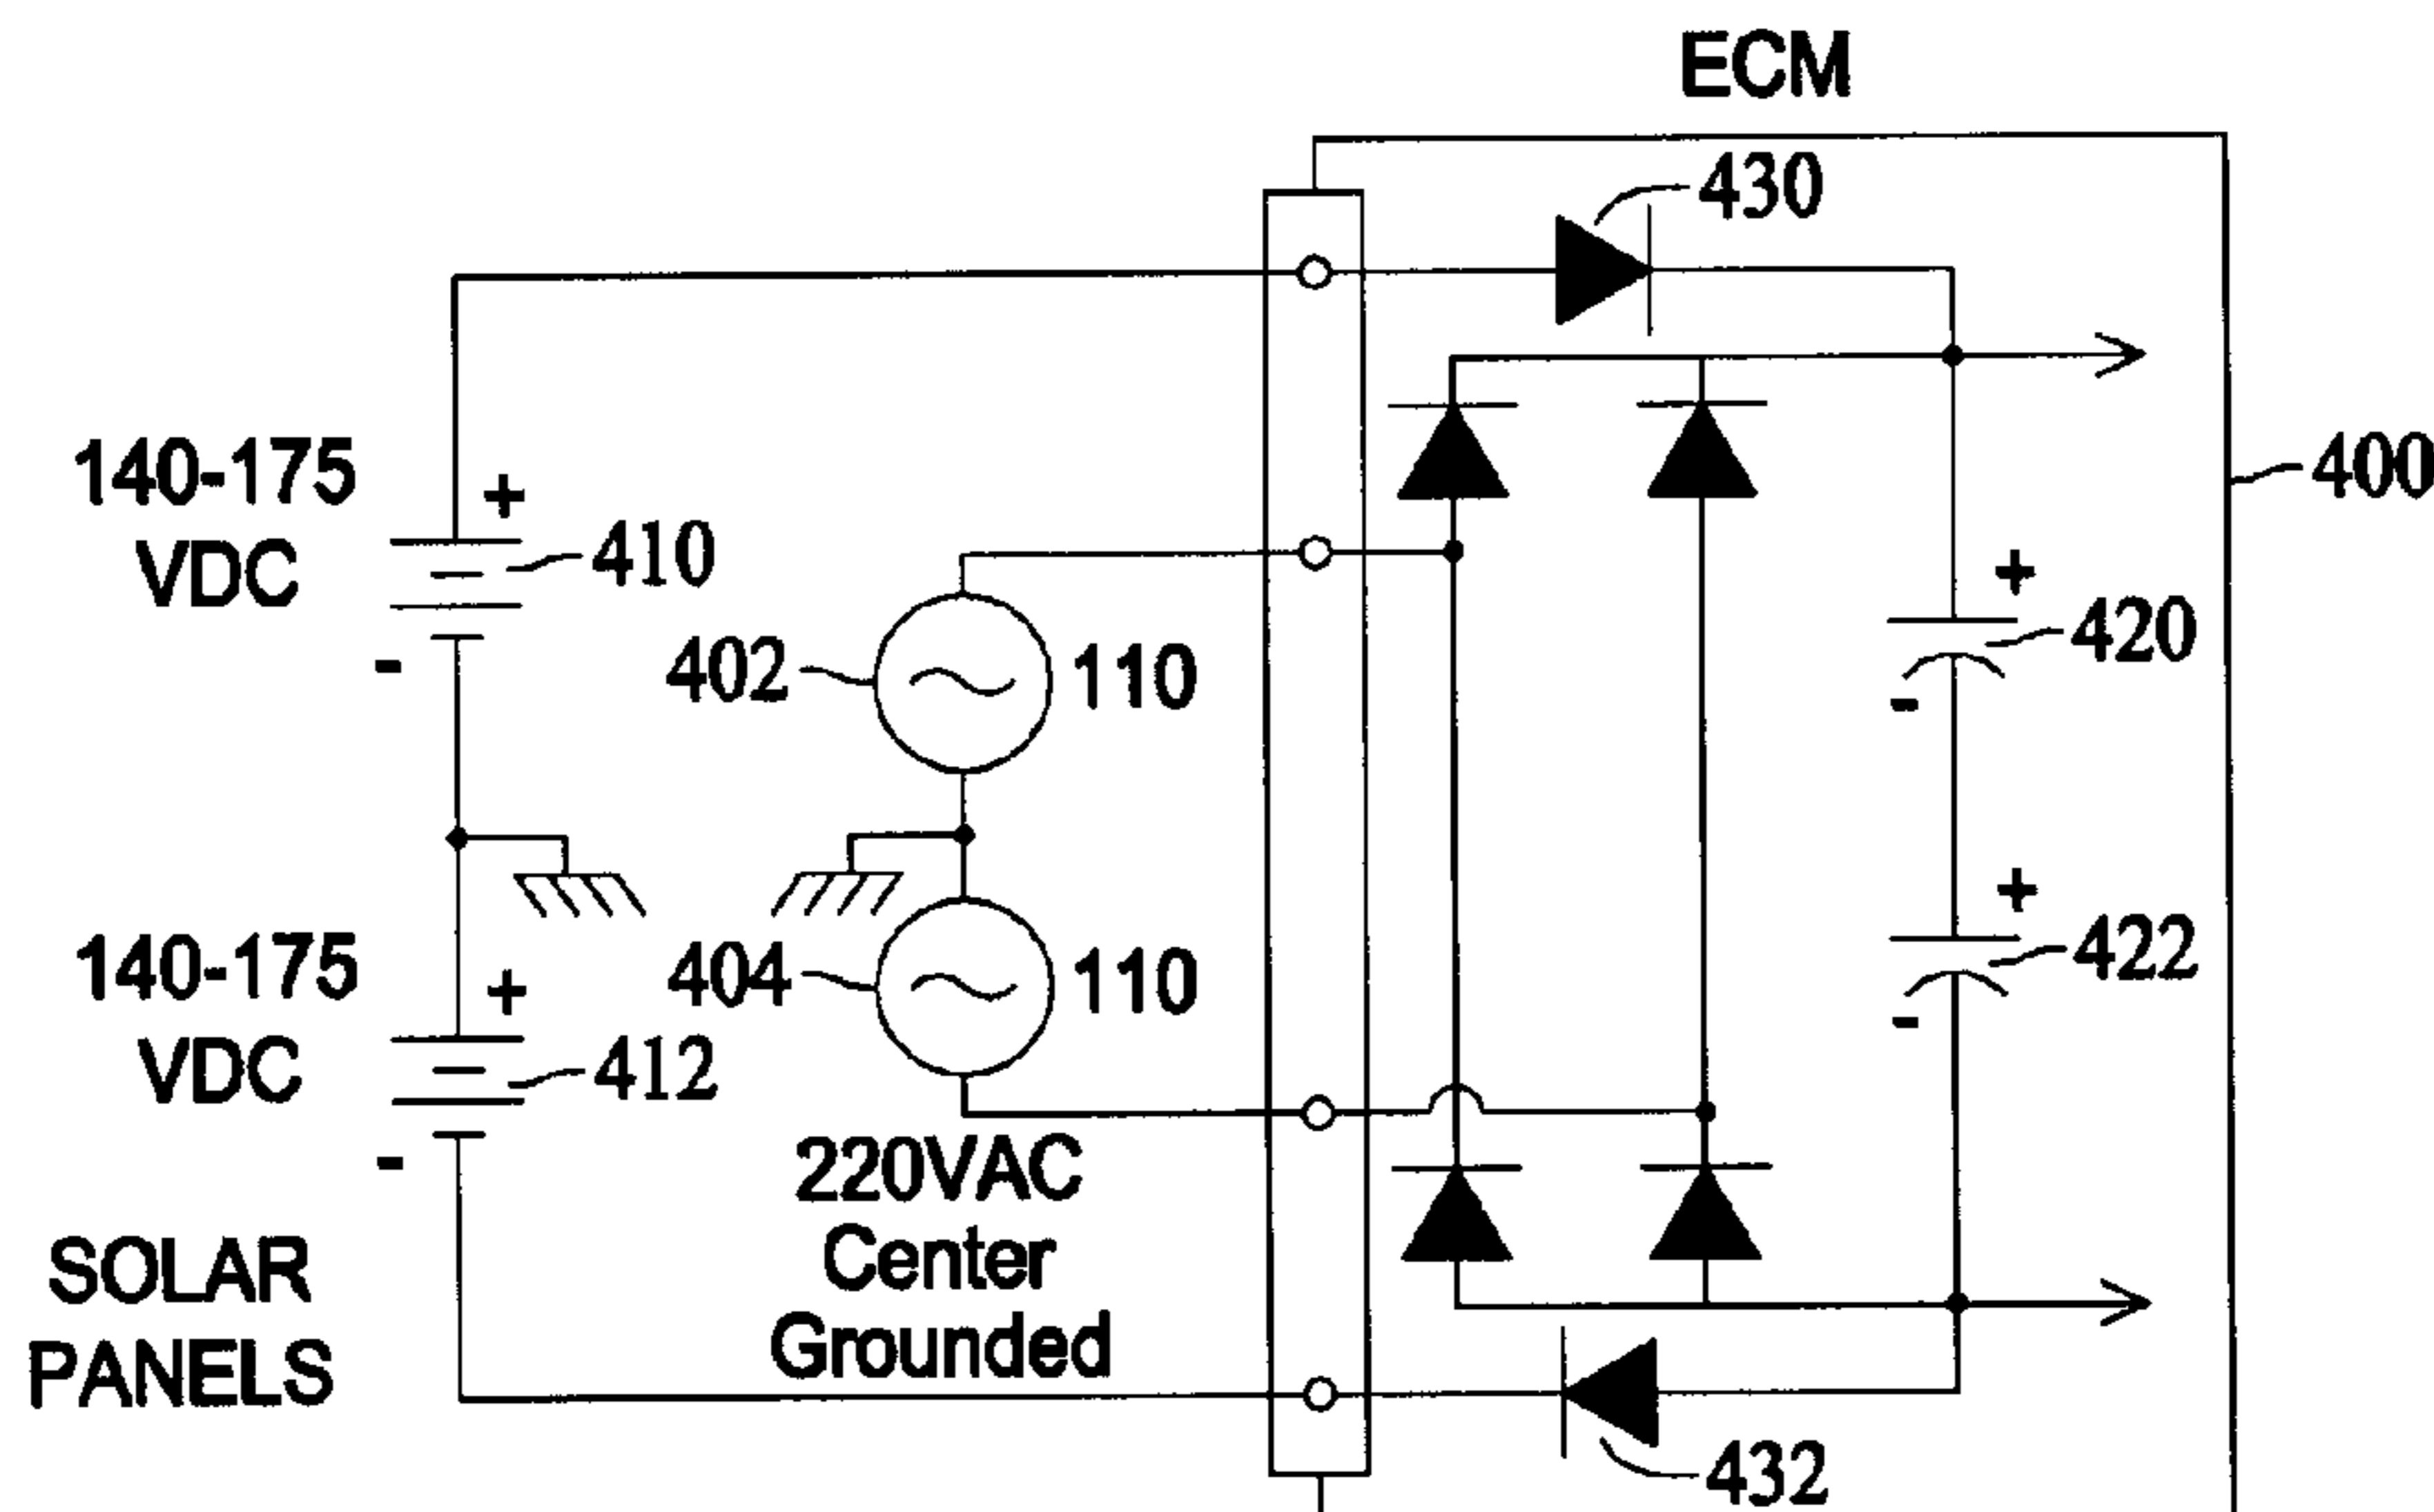 ECM
430
140-175
VDC
+
410
-
402
110
400
+
420
-
140-175
VDC
+
412
-
404
110
+
422
-
220VAC
Center
Grounded
SOLAR
PANELS
432